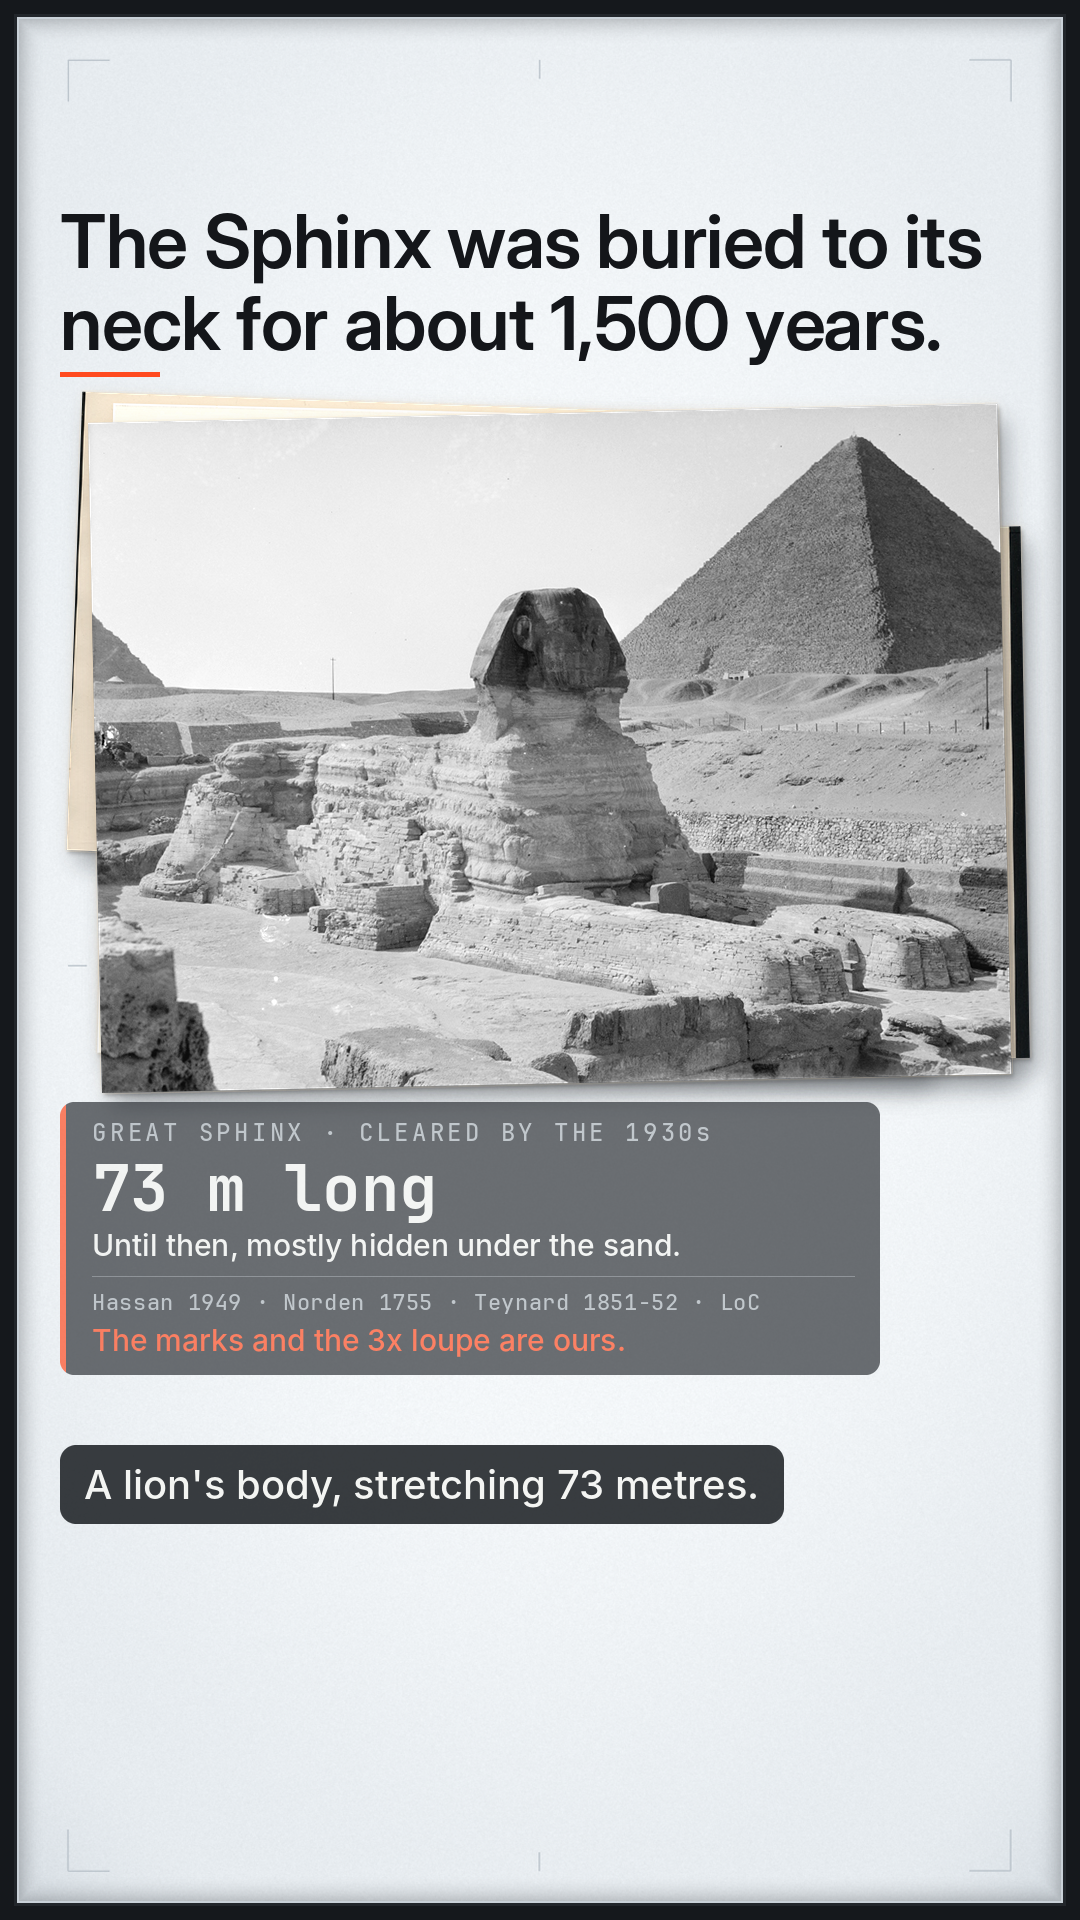 The Sphinx was buried to its
neck for about 1,500 years.
GREAT SPHINX · CLEARED BY THE 1930s
73 m long
Until then, mostly hidden under the sand.
Hassan 1949 · Norden 1755 · Teynard 1851-52 · LoC
The marks and the 3x loupe are ours.
A lion's body, stretching 73 metres.